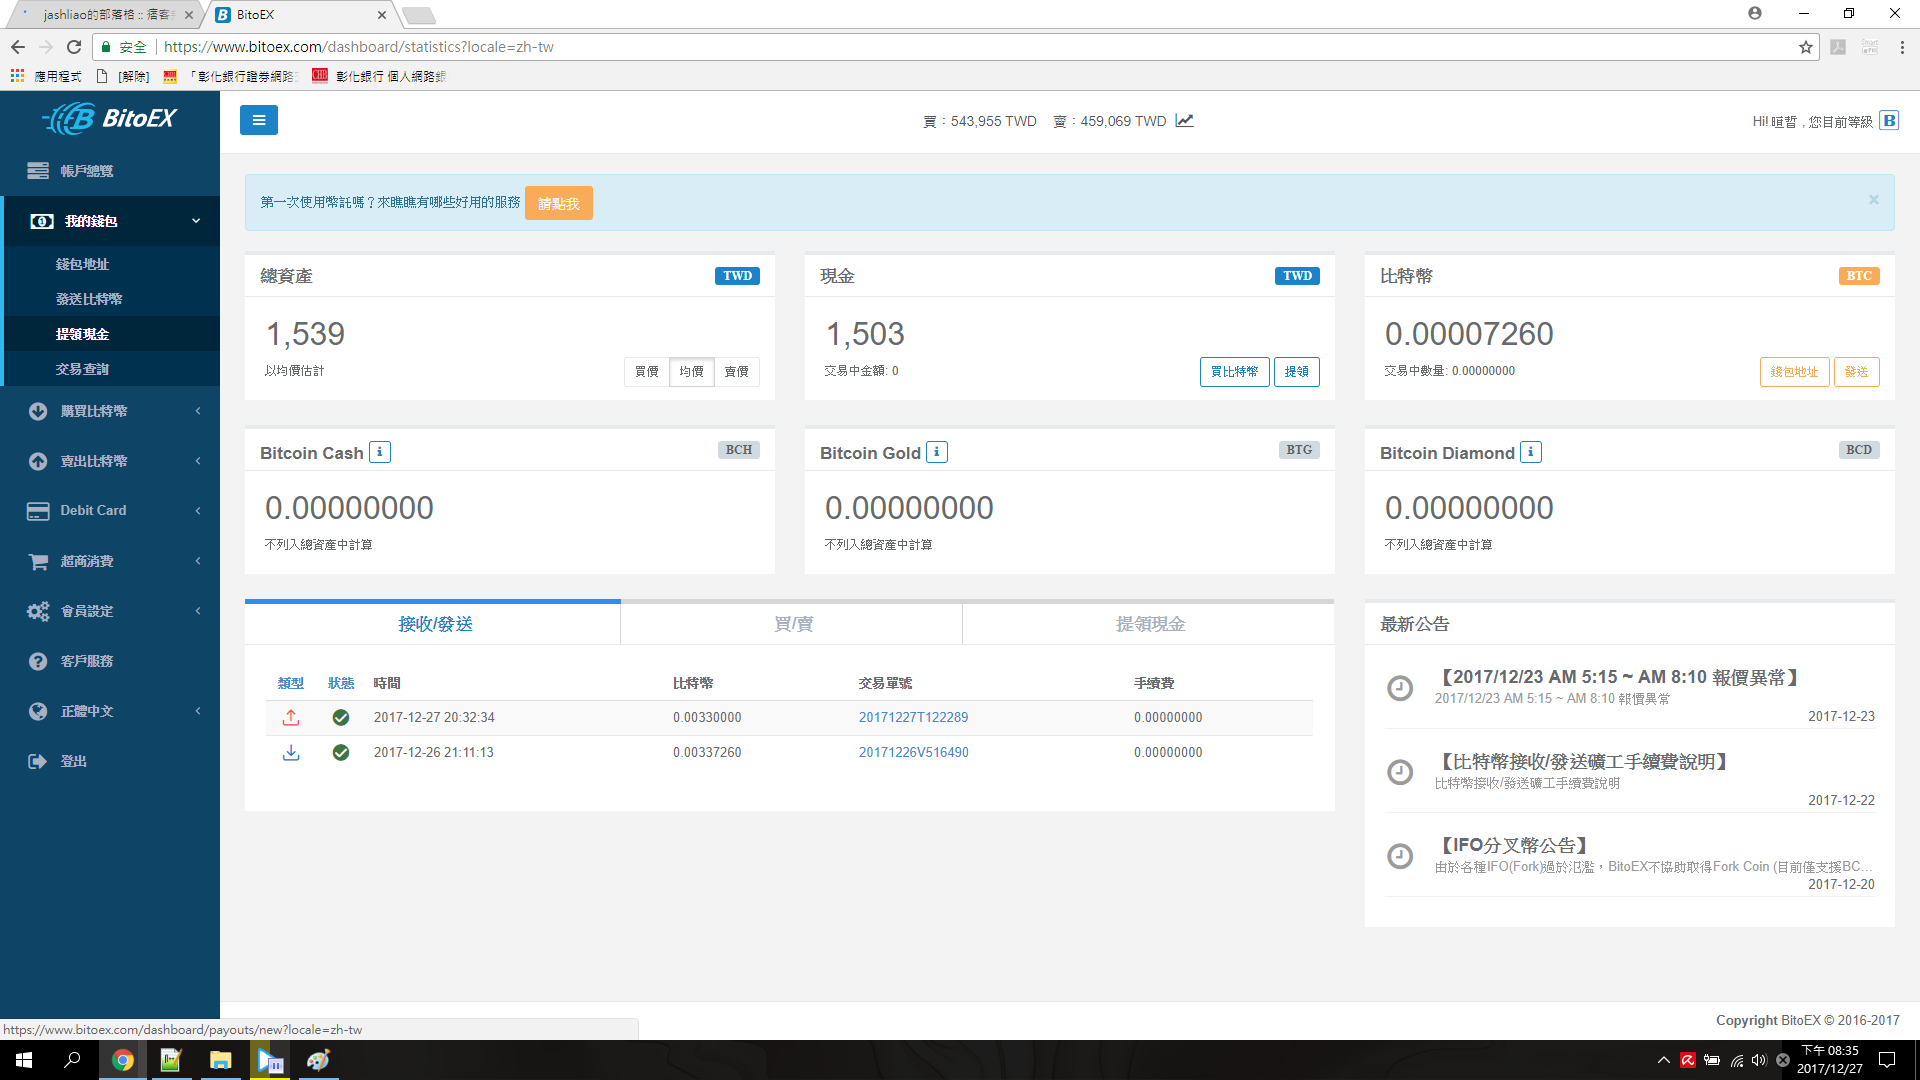 jashliao的部落格 :: 痞客
BitoEX
安全
https://www.bitoex.com/dashboard/statistics?locale=zh-tw
應用程式
[解除]
「彰化銀行證券網路
彰化銀行 個人網路銀
BitoEX
買：543,955 TWD
賣：459,069 TWD
Hi! 晅哲 , 您目前等級
B
帳戶總覽
我的錢包
錢包地址
發送比特幣
提領現金
交易查詢
購買比特幣
賣出比特幣
Debit Card
超商消費
會員設定
客戶服務
正體中文
登出
第一次使用幣託嗎？來瞧瞧有哪些好用的服務
請點我
×
總資產
TWD
1,539
以均價估計
買價
均價
賣價
現金
TWD
1,503
交易中金額: 0
買比特幣
提領
比特幣
BTC
0.00007260
交易中數量: 0.00000000
錢包地址
發送
Bitcoin Cash
BCH
0.00000000
不列入總資產中計算
Bitcoin Gold
BTG
0.00000000
不列入總資產中計算
Bitcoin Diamond
BCD
0.00000000
不列入總資產中計算
接收/發送
買/賣
提領現金
類型 狀態 時間 比特幣 交易單號 手續費
2017-12-27 20:32:34 0.00330000 20171227T122289 0.00000000
2017-12-26 21:11:13 0.00337260 20171226V516490 0.00000000
最新公告
【2017/12/23 AM 5:15 ~ AM 8:10 報價異常】
2017/12/23 AM 5:15 ~ AM 8:10 報價異常
2017-12-23
【比特幣接收/發送礦工手續費說明】
比特幣接收/發送礦工手續費說明
2017-12-22
【IFO分叉幣公告】
由於各種IFO(Fork)過於氾濫，BitoEX不協助取得Fork Coin (目前僅支援BC...
2017-12-20
Copyright BitoEX © 2016-2017
https://www.bitoex.com/dashboard/payouts/new?locale=zh-tw
下午 08:35
2017/12/27